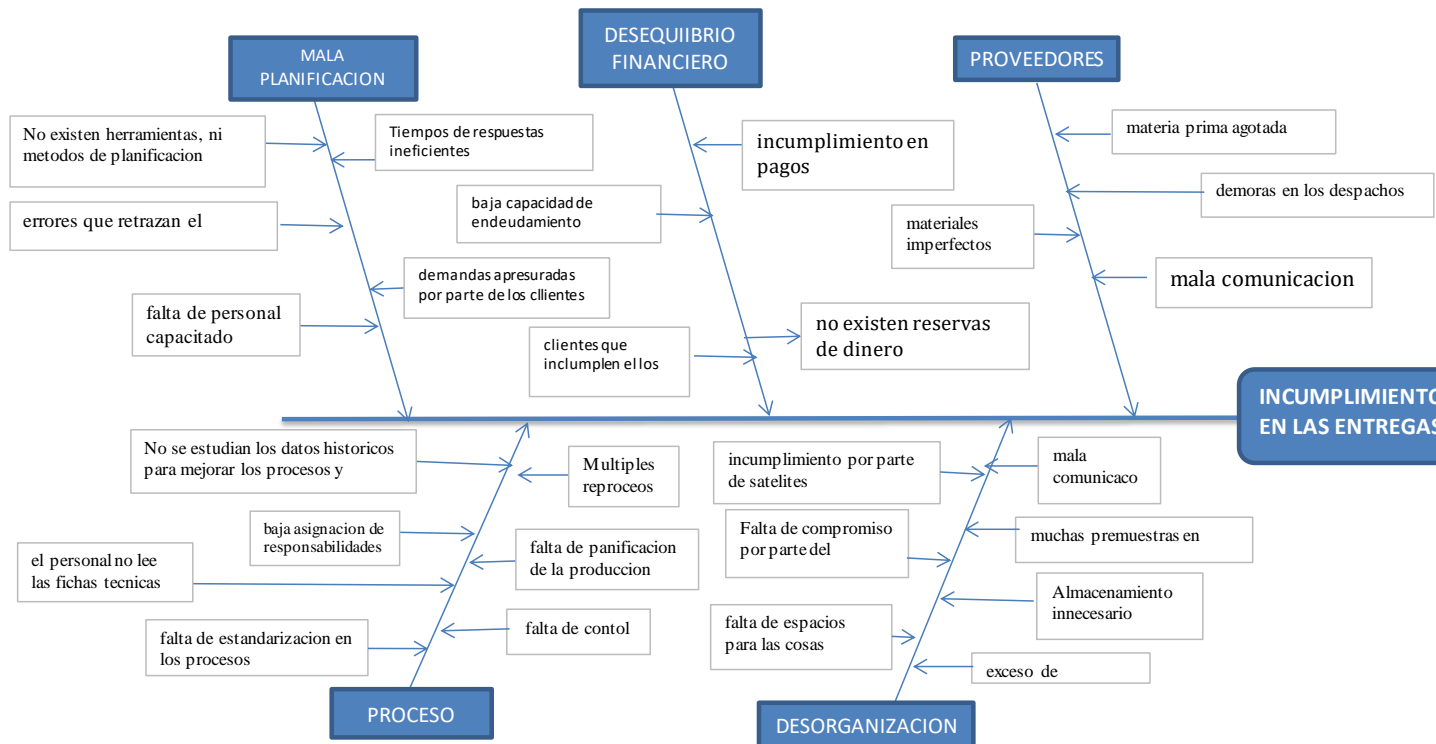 MALA
PLANIFICACION
DESEQUIIBRIO
FINANCIERO
PROVEEDORES
No existen herramientas, ni
metodos de planificacion
Tiempos de respuestas
ineficientes
errores que retrazan el
demandas apresuradas
por parte de los cllientes
falta de personal
capacitado
incumplimiento en
pagos
baja capacidad de
endeudamiento
no existen reservas
de dinero
clientes que
inclumplen el los
materia prima agotada
demoras en los despachos
materiales
imperfectos
mala comunicacion
INCUMPLIMIENTO
EN LAS ENTREGAS
No se estudian los datos historicos
para mejorar los procesos y
Multiples
reproceos
baja asignacion de
responsabilidades
falta de panificacion
de la produccion
el personal no lee
las fichas tecnicas
falta de contol
falta de estandarizacion en
los procesos
PROCESO
incumplimiento por parte
de satelites
mala
comunicaco
Falta de compromiso
por parte del
muchas premuestras en
Almacenamiento
innecesario
falta de espacios
para las cosas
exceso de
DESORGANIZACION